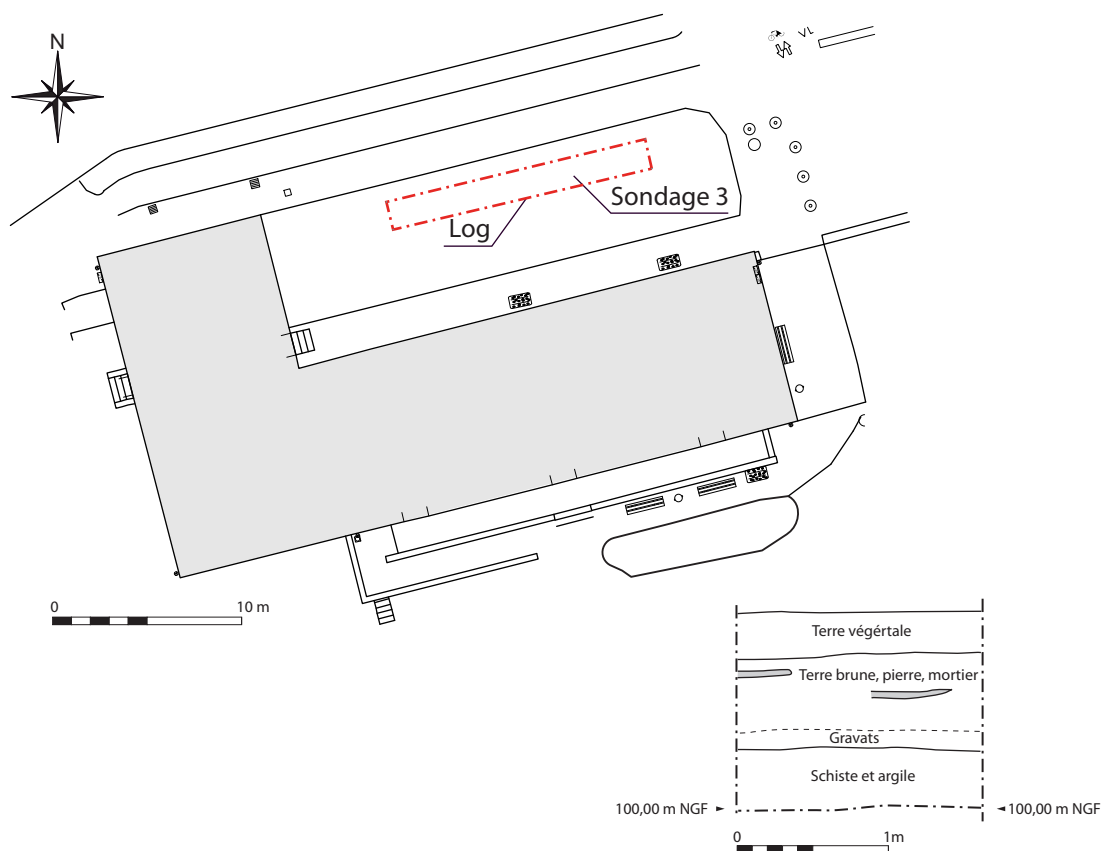 N
VL
Sondage 3
Log
0 10 m
Terre végértale
Terre brune, pierre, mortier
Gravats
Schiste et argile
100,00 m NGF 100,00 m NGF
0 1m